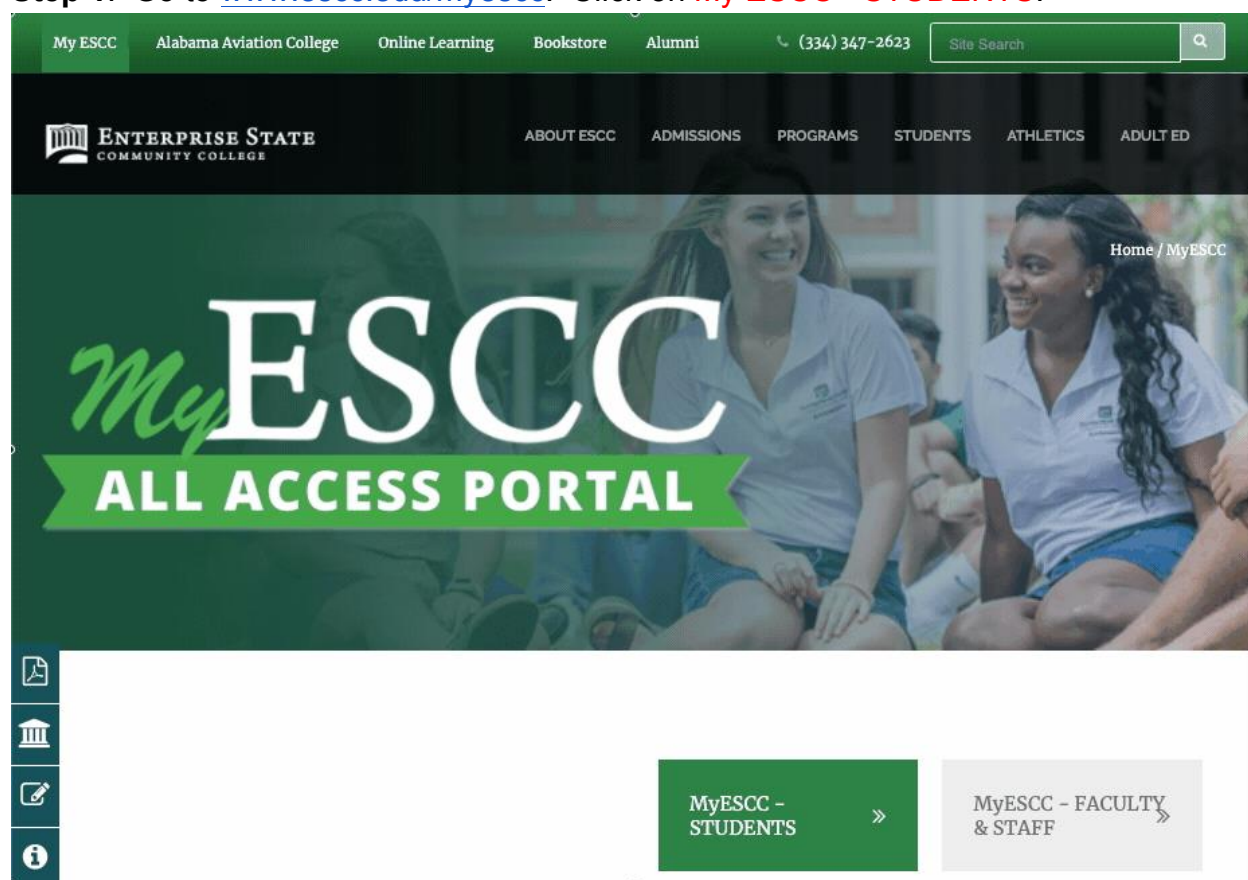 My ESCC Alabama Aviation College Online Learning Bookstore Alumni (334) 347-2623 Site Search
ENTERPRISE STATE
COMMUNITY COLLEGE
ABOUT ESCC ADMISSIONS PROGRAMS STUDENTS ATHLETICS ADULT ED
Home / MyESCC
MyESCC
ALL ACCESS PORTAL
MyESCC -
STUDENTS
MyESCC - FACULTY
& STAFF